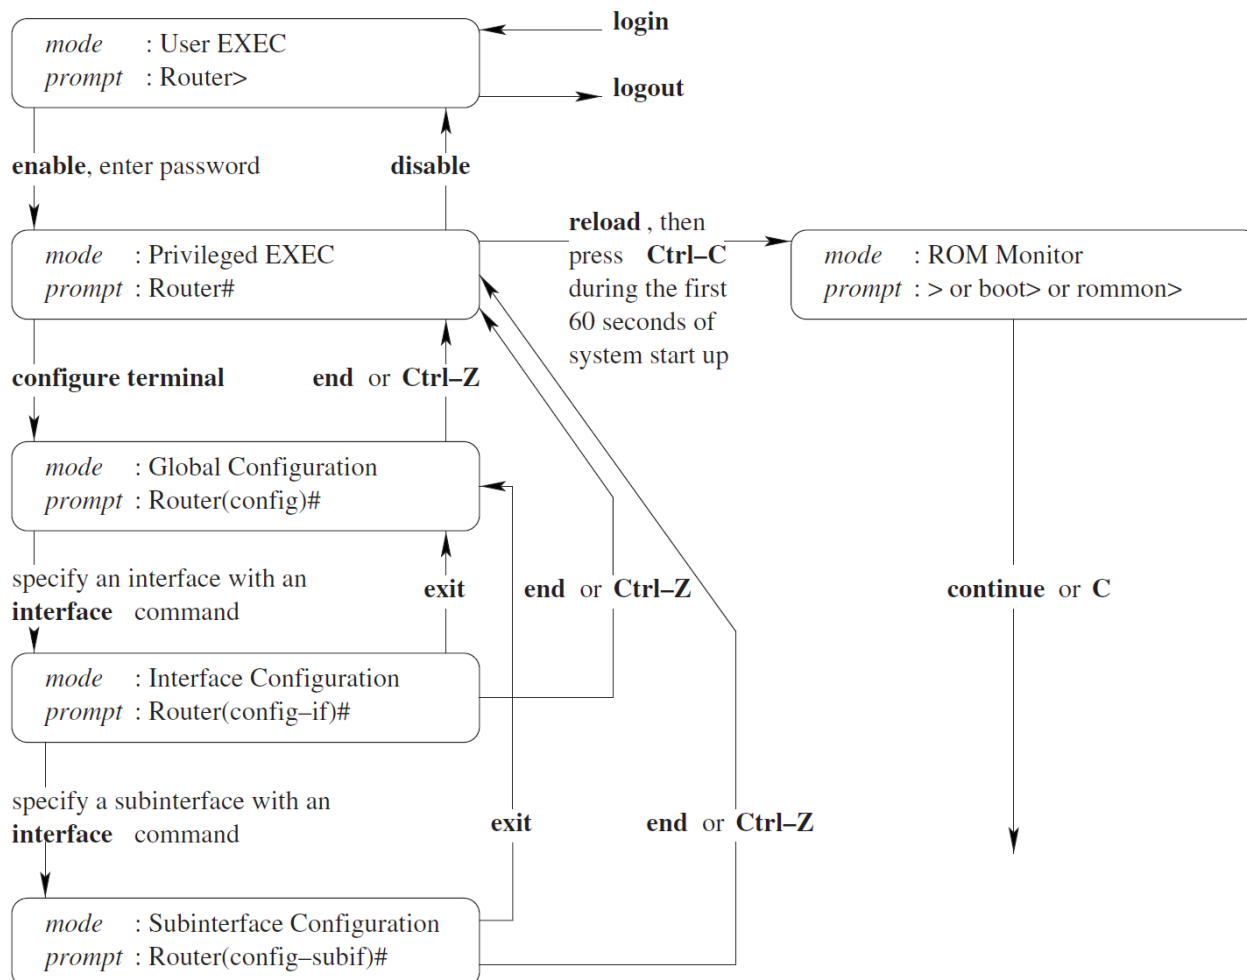 login
mode : User EXEC
prompt : Router>
logout
enable, enter password
disable
reload , then
press Ctrl–C
during the first
60 seconds of
system start up
mode : Privileged EXEC
prompt : Router#
mode : ROM Monitor
prompt : > or boot> or rommon>
configure terminal
end or Ctrl–Z
mode : Global Configuration
prompt : Router(config)#
specify an interface with an
interface command
exit
end or Ctrl–Z
continue or C
mode : Interface Configuration
prompt : Router(config–if)#
specify a subinterface with an
interface command
exit
end or Ctrl–Z
mode : Subinterface Configuration
prompt : Router(config–subif)#